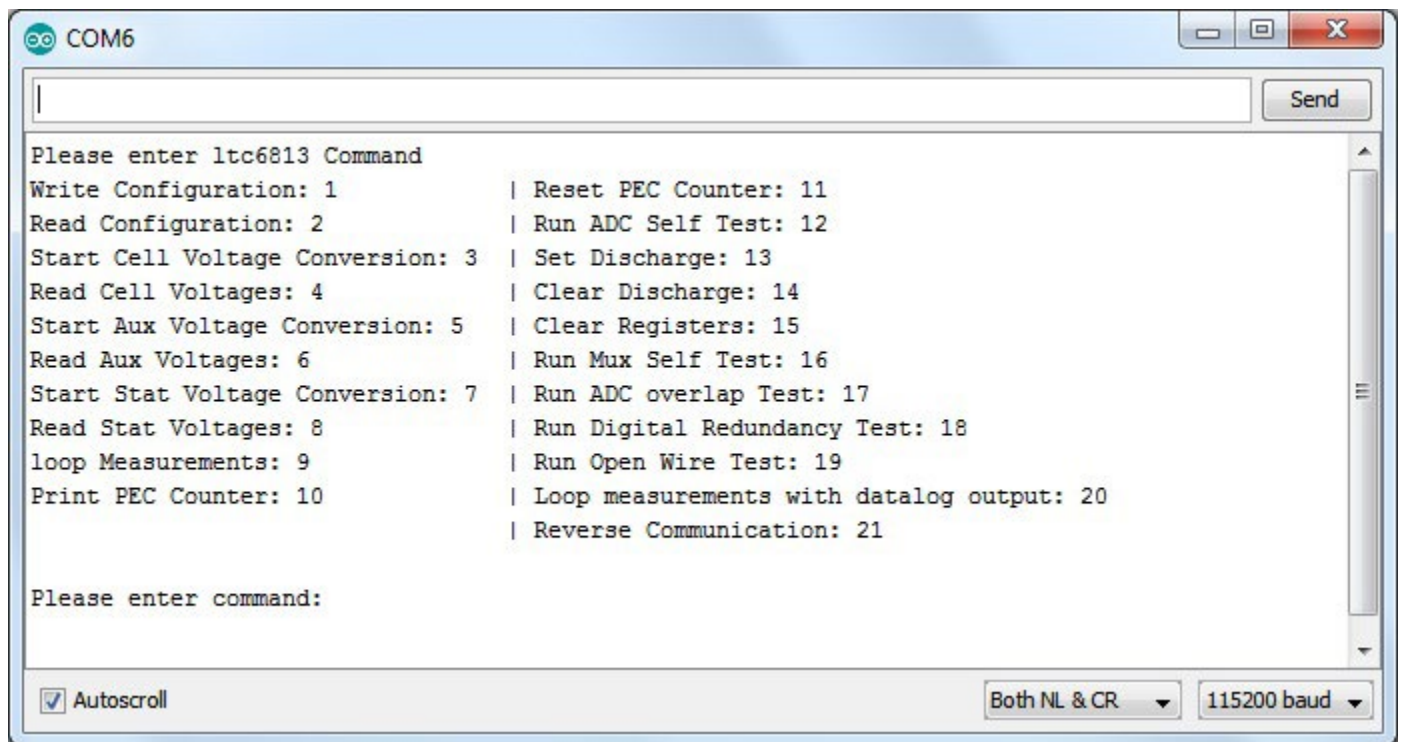 COM6
Send
Please enter ltc6813 Command
Write Configuration: 1 | Reset PEC Counter: 11
Read Configuration: 2 | Run ADC Self Test: 12
Start Cell Voltage Conversion: 3 | Set Discharge: 13
Read Cell Voltages: 4 | Clear Discharge: 14
Start Aux Voltage Conversion: 5 | Clear Registers: 15
Read Aux Voltages: 6 | Run Mux Self Test: 16
Start Stat Voltage Conversion: 7 | Run ADC overlap Test: 17
Read Stat Voltages: 8 | Run Digital Redundancy Test: 18
loop Measurements: 9 | Run Open Wire Test: 19
Print PEC Counter: 10 | Loop measurements with datalog output: 20
| Reverse Communication: 21
Please enter command:
Autoscroll Both NL & CR 115200 baud